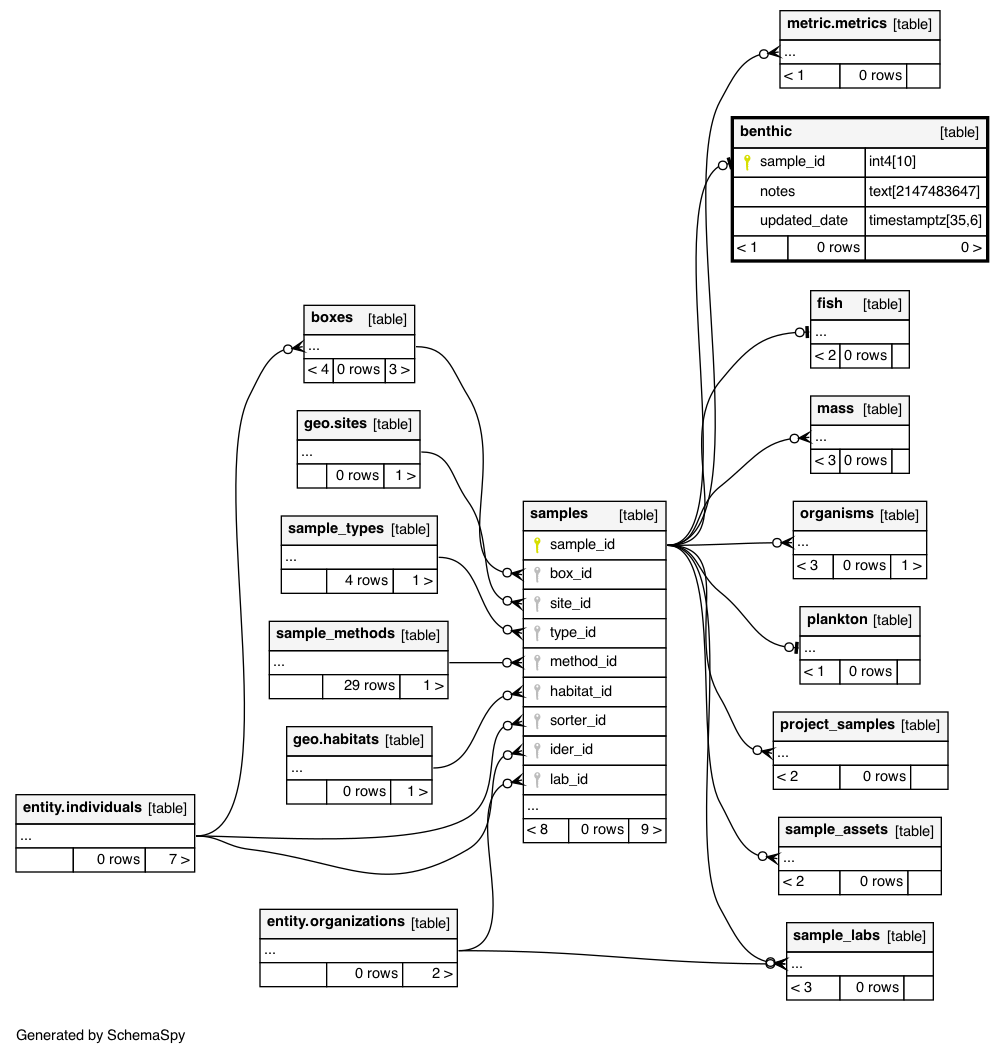 metric.metrics [table]
...
< 1 0 rows
benthic [table]
sample_id int4[10]
notes text[2147483647]
updated_date timestamptz[35,6]
< 1 0 rows 0 >
boxes [table]
...
< 4 0 rows 3 >
fish [table]
...
< 2 0 rows
geo.sites [table]
...
0 rows 1 >
mass [table]
...
< 3 0 rows
sample_types [table]
...
4 rows 1 >
samples [table]
sample_id
box_id
site_id
type_id
method_id
habitat_id
sorter_id
ider_id
lab_id
...
< 8 0 rows 9 >
organisms [table]
...
< 3 0 rows 1 >
sample_methods [table]
...
29 rows 1 >
plankton [table]
...
< 1 0 rows
geo.habitats [table]
...
0 rows 1 >
project_samples [table]
...
< 2 0 rows
entity.individuals [table]
...
0 rows 7 >
sample_assets [table]
...
< 2 0 rows
entity.organizations [table]
...
0 rows 2 >
sample_labs [table]
...
< 3 0 rows
Generated by SchemaSpy